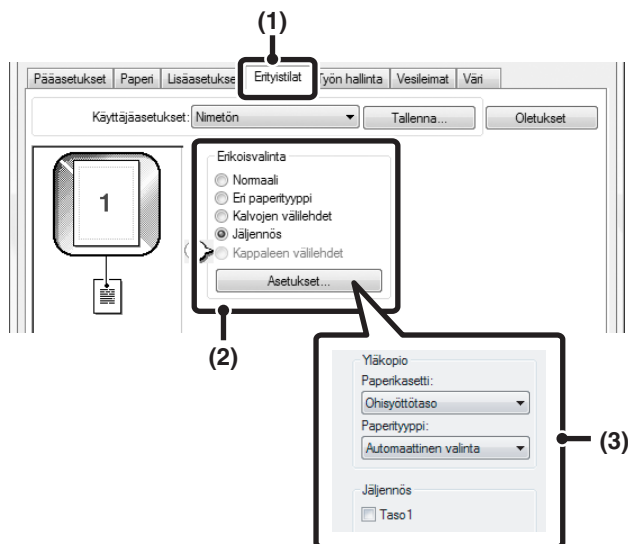 (1)
Pääasetukset Paperi Lisäasetukse Erityistilat Työn hallinta Vesileimat Väri
Käyttäjäasetukset: Nimetön Tallenna... Oletukset
1
Erikoisvalinta
Normaali
Eri paperityyppi
Kalvojen välilehdet
Jäljennös
Kappaleen välilehdet
Asetukset...
(2)
Yläkopio
Paperikasetti:
Ohisyöttötaso
Paperityyppi:
Automaattinen valinta
(3)
Jäljennös
Taso1